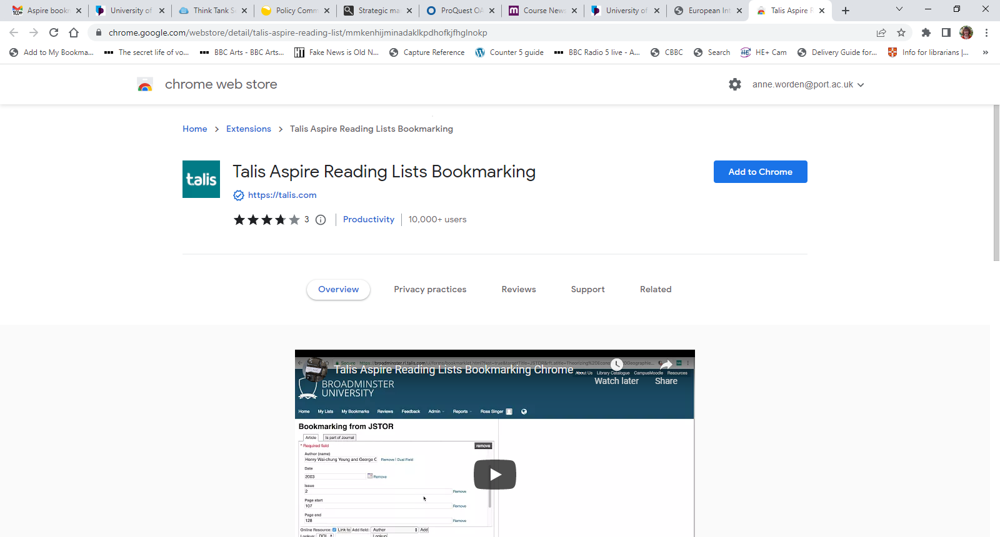 100+ Aspire bookm
University of
Think Tank S
Policy Comm
Strategic ma
ProQuest OA
Course News
University of
European Int
Talis Aspire R
chrome.google.com/webstore/detail/talis-aspire-reading-list/mmkenhijminadaklkpdhofkjfhglnokp
Add to My Bookma... The secret life of vo... BBC Arts - BBC Arts... Fake News is Old N... Capture Reference Counter 5 guide BBC Radio 5 live - A... CBBC Search HE+ Cam Delivery Guide for... Info for librarians |... »
chrome web store
anne.worden@port.ac.uk
Home > Extensions > Talis Aspire Reading Lists Bookmarking
talis
Talis Aspire Reading Lists Bookmarking
Add to Chrome
https://talis.com
3 Productivity 10,000+ users
Overview Privacy practices Reviews Support Related
Talis Aspire Reading Lists Bookmarking Chrome ...
About Us Library Catalogue CampusMoodle Resources
Watch later Share
BROADMINSTER
UNIVERSITY
Home My Lists My Bookmarks Reviews Feedback Admin Reports Ross Singer
Bookmarking from JSTOR
Article Is part of Journal
* Required field remove
Author (name)
Henry Wai-chung Yeung and George C Remove | Dual Field
Date
2003 Remove
Issue
2 Remove
Page start
107 Remove
Page end
128 Remove
Online Resource: Link to Add field: Author Add
Lookup: DOI Lookup